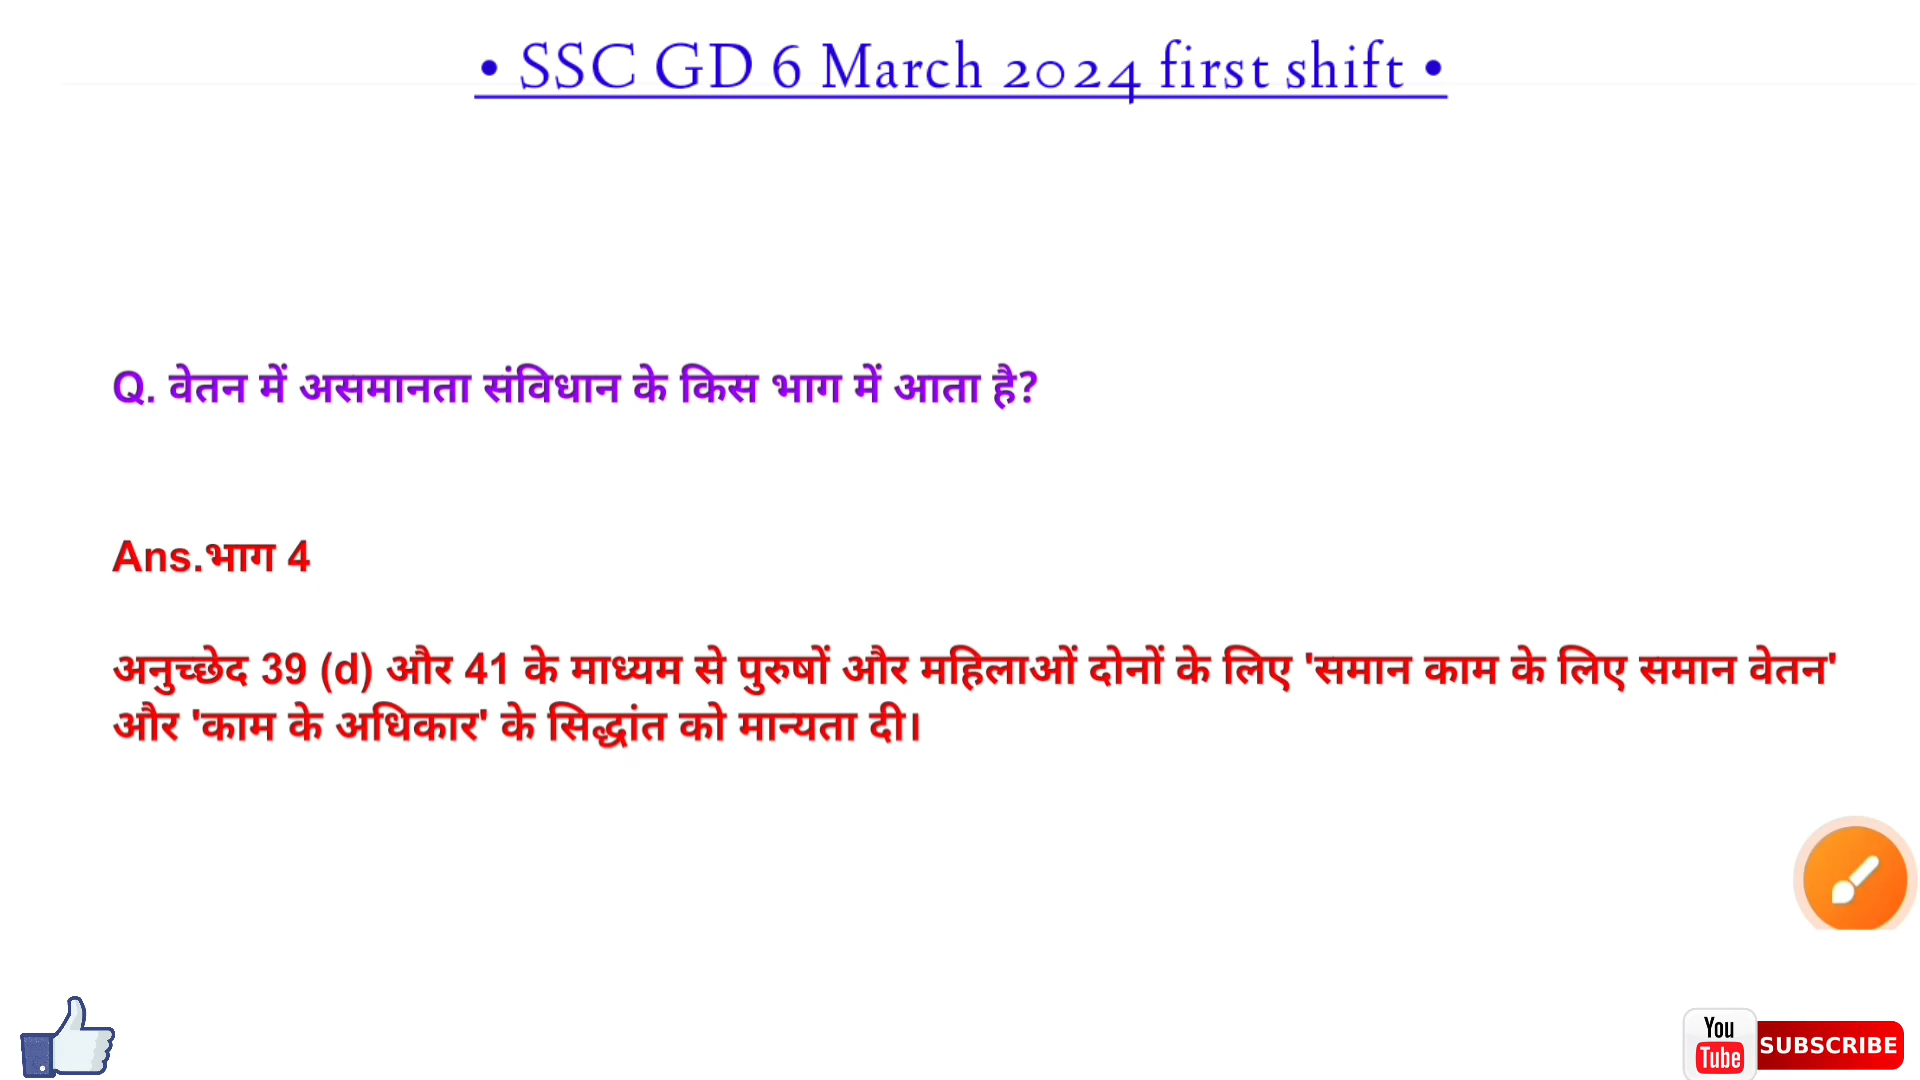 • SSC GD 6 March 2024 first shift •
Q. वेतन में असमानता संविधान के किस भाग में आता है?
Ans.भाग 4
अनुच्छेद 39 (d) और 41 के माध्यम से पुरुषों और महिलाओं दोनों के लिए 'समान काम के लिए समान वेतन'
और 'काम के अधिकार' के सिद्धांत को मान्यता दी।
You
Tube SUBSCRIBE